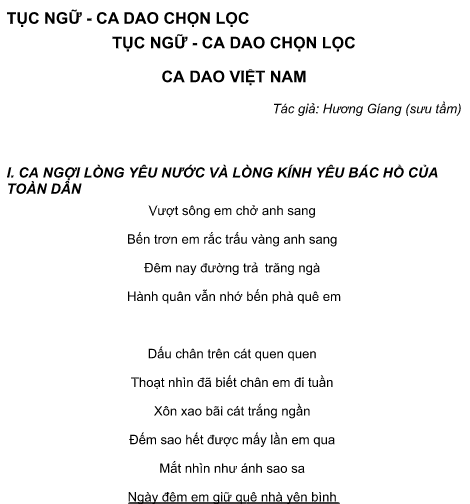 TỤC NGỮ - CA DAO CHỌN LỌC
TỤC NGỮ - CA DAO CHỌN LỌC
CA DAO VIỆT NAM
Tác giả: Hương Giang (sưu tầm)
I. CA NGỢI LÒNG YÊU NƯỚC VÀ LÒNG KÍNH YÊU BÁC HỒ CỦA
TOÀN DÂN
Vượt sông em chở anh sang
Bến trơn em rắc trấu vàng anh sang
Đêm nay đường trả trăng ngà
Hành quân vẫn nhớ bến phà quê em
Dấu chân trên cát quen quen
Thoạt nhìn đã biết chân em đi tuần
Xôn xao bãi cát trắng ngần
Đếm sao hết được mấy lần em qua
Mắt nhìn như ánh sao sa
Ngày đêm em giữ quê nhà yên bình